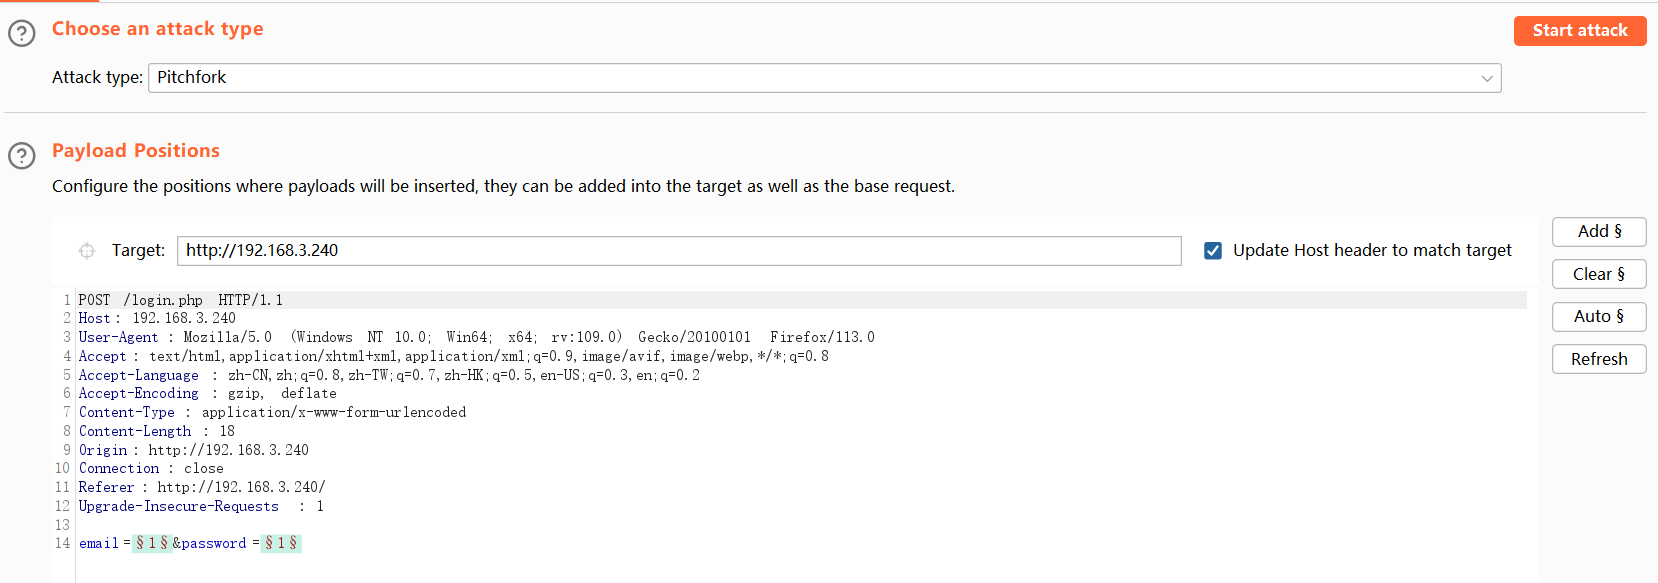 Choose an attack type
Start attack
Attack type: Pitchfork
Payload Positions
Configure the positions where payloads will be inserted, they can be added into the target as well as the base request.
Add §
Target: http://192.168.3.240
Update Host header to match target
Clear §
1 POST /login.php HTTP/1.1
2 Host: 192.168.3.240
Auto §
3 User-Agent : Mozilla/5.0 (Windows NT 10.0; Win64; x64; rv:109.0) Gecko/20100101 Firefox/113.0
4 Accept : text/html,application/xhtml+xml,application/xml;q=0.9,image/avif,image/webp,*/*;q=0.8
Refresh
5 Accept-Language : zh-CN,zh;q=0.8,zh-TW;q=0.7,zh-HK;q=0.5,en-US;q=0.3,en;q=0.2
6 Accept-Encoding : gzip, deflate
7 Content-Type : application/x-www-form-urlencoded
8 Content-Length : 18
9 Origin : http://192.168.3.240
10 Connection : close
11 Referer : http://192.168.3.240/
12 Upgrade-Insecure-Requests : 1
13
14 email=§1§&password=§1§